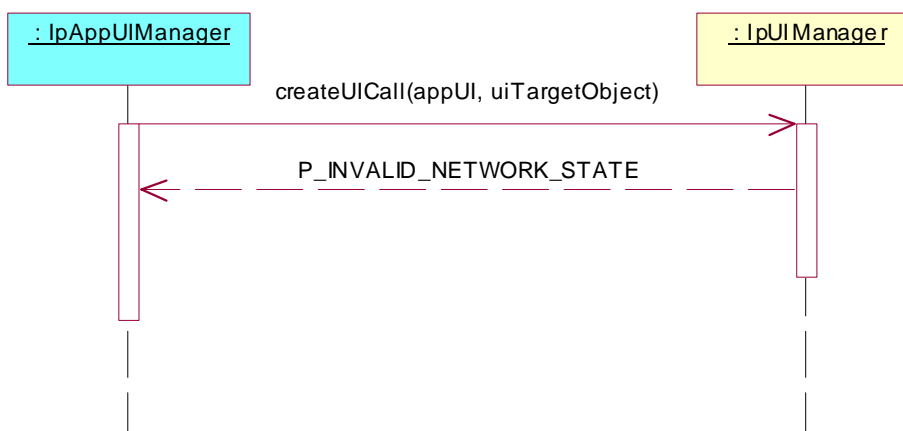 : IpAppUIManager
: IpUIManager
createUICall(appUI, uiTargetObject)
P_INVALID_NETWORK_STATE